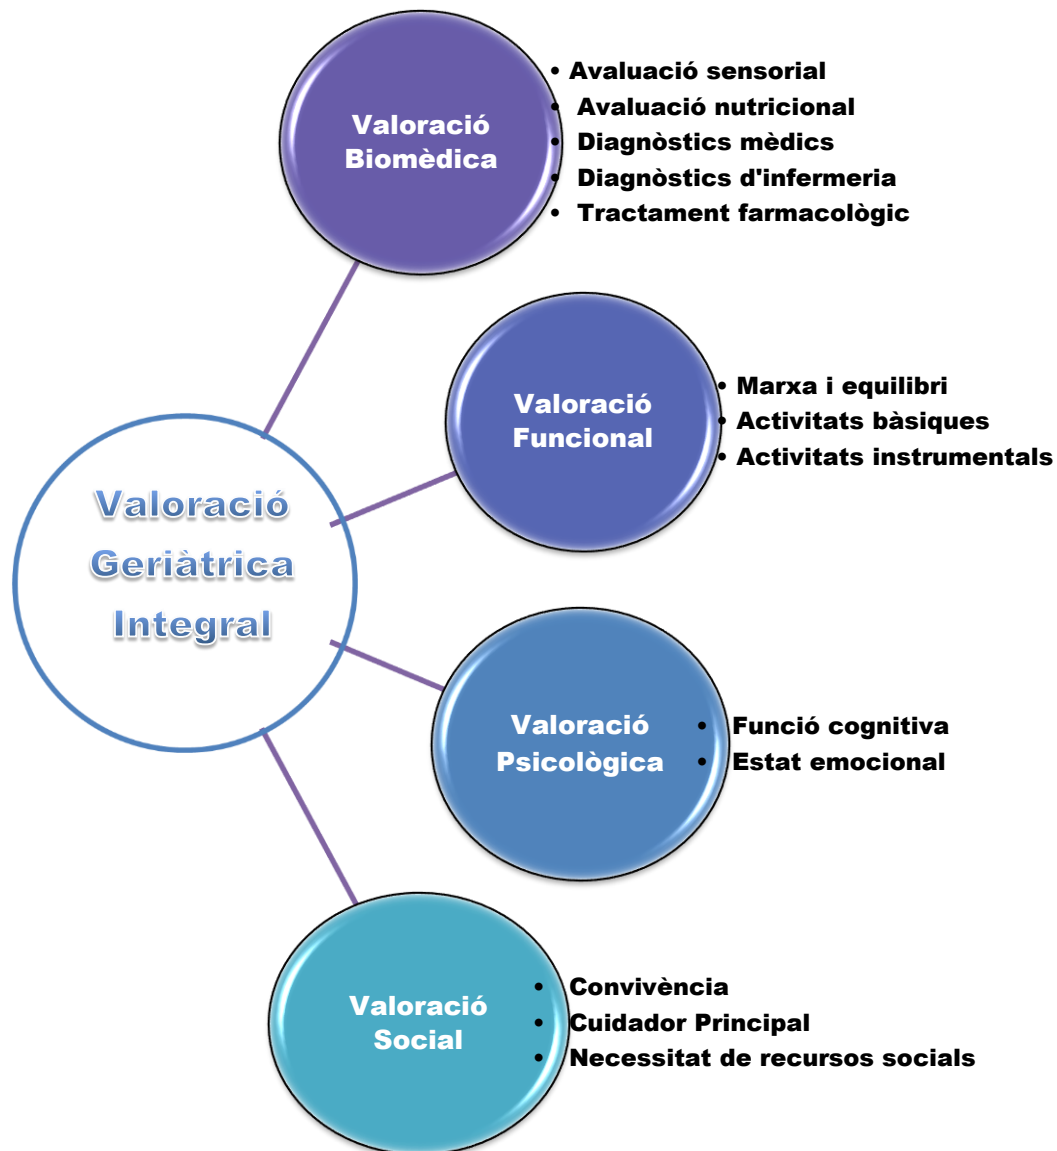 Valoració
Biomèdica
• Avaluació sensorial
• Avaluació nutricional
• Diagnòstics mèdics
• Diagnòstics d'infermeria
• Tractament farmacològic
Valoració
Funcional
• Marxa i equilibri
• Activitats bàsiques
• Activitats instrumentals
Valoració
Geriàtrica
Integral
Valoració
Psicològica
• Funció cognitiva
• Estat emocional
Valoració
Social
• Convivència
• Cuidador Principal
• Necessitat de recursos socials